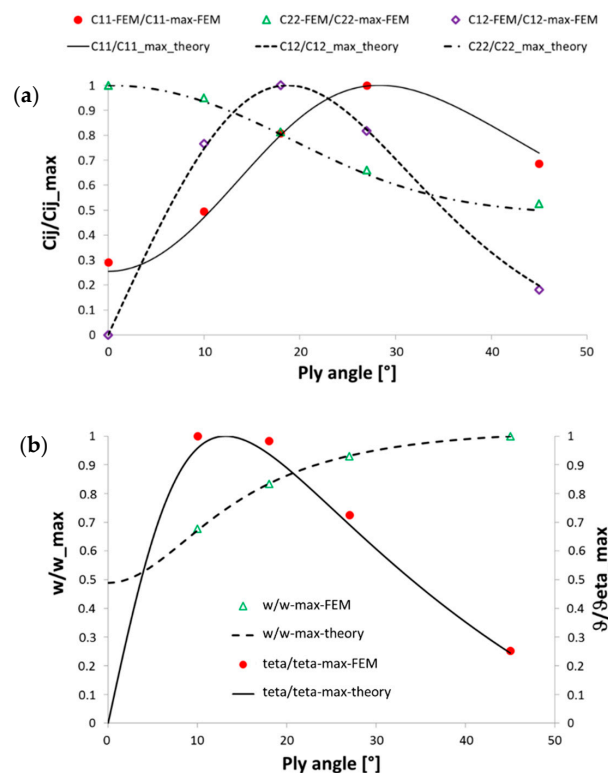 C11-FEM/C11-max-FEM C22-FEM/C22-max-FEM C12-FEM/C12-max-FEM
C11/C11_max_theory C12/C12_max_theory C22/C22_max_theory
(a)
Cij/Cij_max
1
0.9
0.8
0.7
0.6
0.5
0.4
0.3
0.2
0.1
0
0 10 20 30 40 50
Ply angle [°]
(b)
w/w_max
1
0.9
0.8
0.7
0.6
0.5
0.4
0.3
0.2
0.1
0
w/w-max-FEM
w/w-max-theory
teta/teta-max-FEM
teta/teta-max-theory
1
0.9
0.8
0.7
0.6
0.5
0.4
0.3
0.2
0.1
0
ϑ/ϑeta max
0 10 20 30 40 50
Ply angle [°]